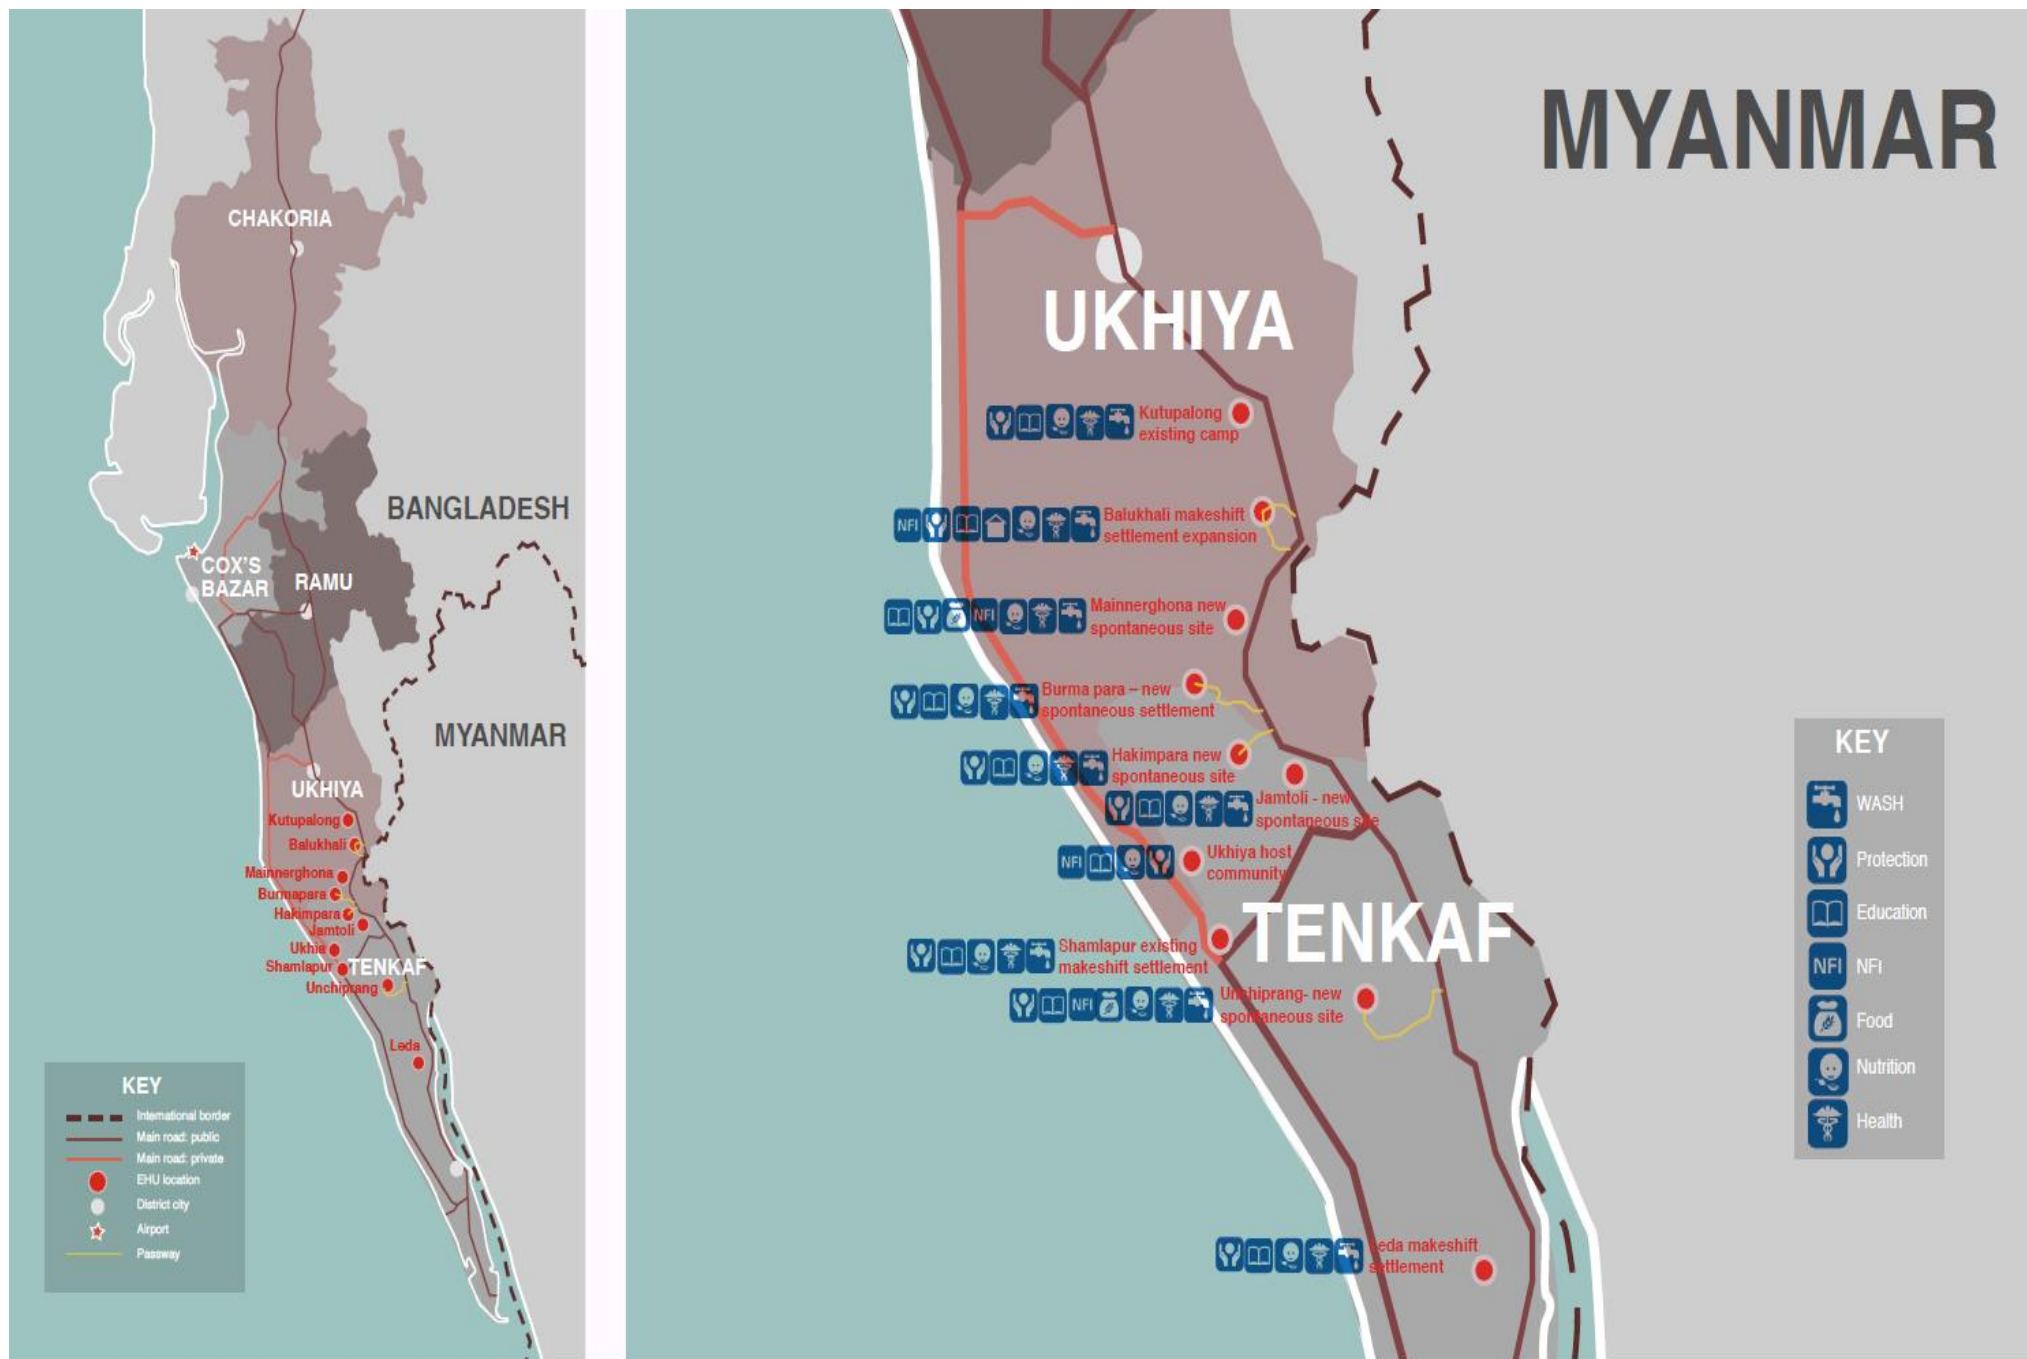 CHAKORIA
BANGLADESH
COX'S
BAZAR
RAMU
MYANMAR
UKHIYA
Kutupalong
Balukhali
Mainnerghona
Burmapara
Hakimpara
Jamtoli
Ukhia
Shamlapur
TENKAF
Unchiprang
Leda
KEY
International border
Main road: public
Main road: private
EHU location
District city
Airport
Passway
MYANMAR
UKHIYA
Kutupalong
existing camp
NFI
Balukhali makeshift
settlement expansion
NFI
Mainnerghona new
spontaneous site
Burma para – new
spontaneous settlement
Hakimpara new
spontaneous site
Jamtoli - new
spontaneous site
NFI
Ukhiya host
community
TENKAF
Shamlapur existing
makeshift settlement
NFI
Unchiprang- new
spontaneous site
Leda makeshift
settlement
KEY
WASH
Protection
Education
NFI NFI
Food
Nutrition
Health